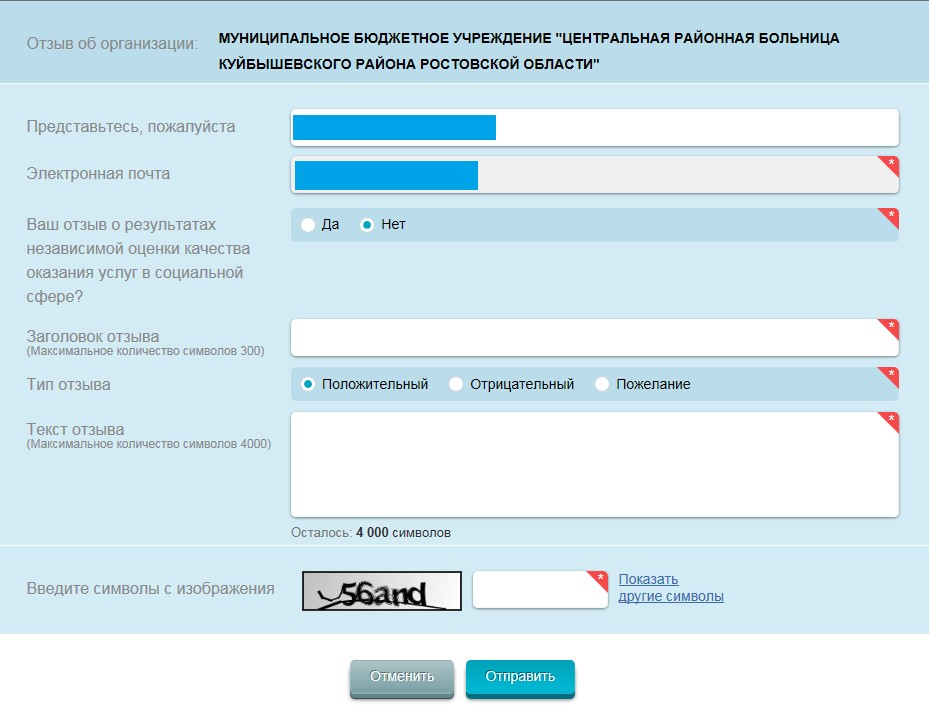 Отзыв об организации: МУНИЦИПАЛЬНОЕ БЮДЖЕТНОЕ УЧРЕЖДЕНИЕ "ЦЕНТРАЛЬНАЯ РАЙОННАЯ БОЛЬНИЦА
КУЙБЫШЕВСКОГО РАЙОНА РОСТОВСКОЙ ОБЛАСТИ"
Представьтесь, пожалуйста
Электронная почта *
Ваш отзыв о результатах
независимой оценки качества
оказания услуг в социальной
сфере?
Да Нет *
Заголовок отзыва *
(Максимальное количество символов 300)
Тип отзыва Положительный Отрицательный Пожелание *
Текст отзыва *
(Максимальное количество символов 4000)
Осталось: 4 000 символов
Введите символы с изображения 56and * Показать
другие символы
Отменить Отправить